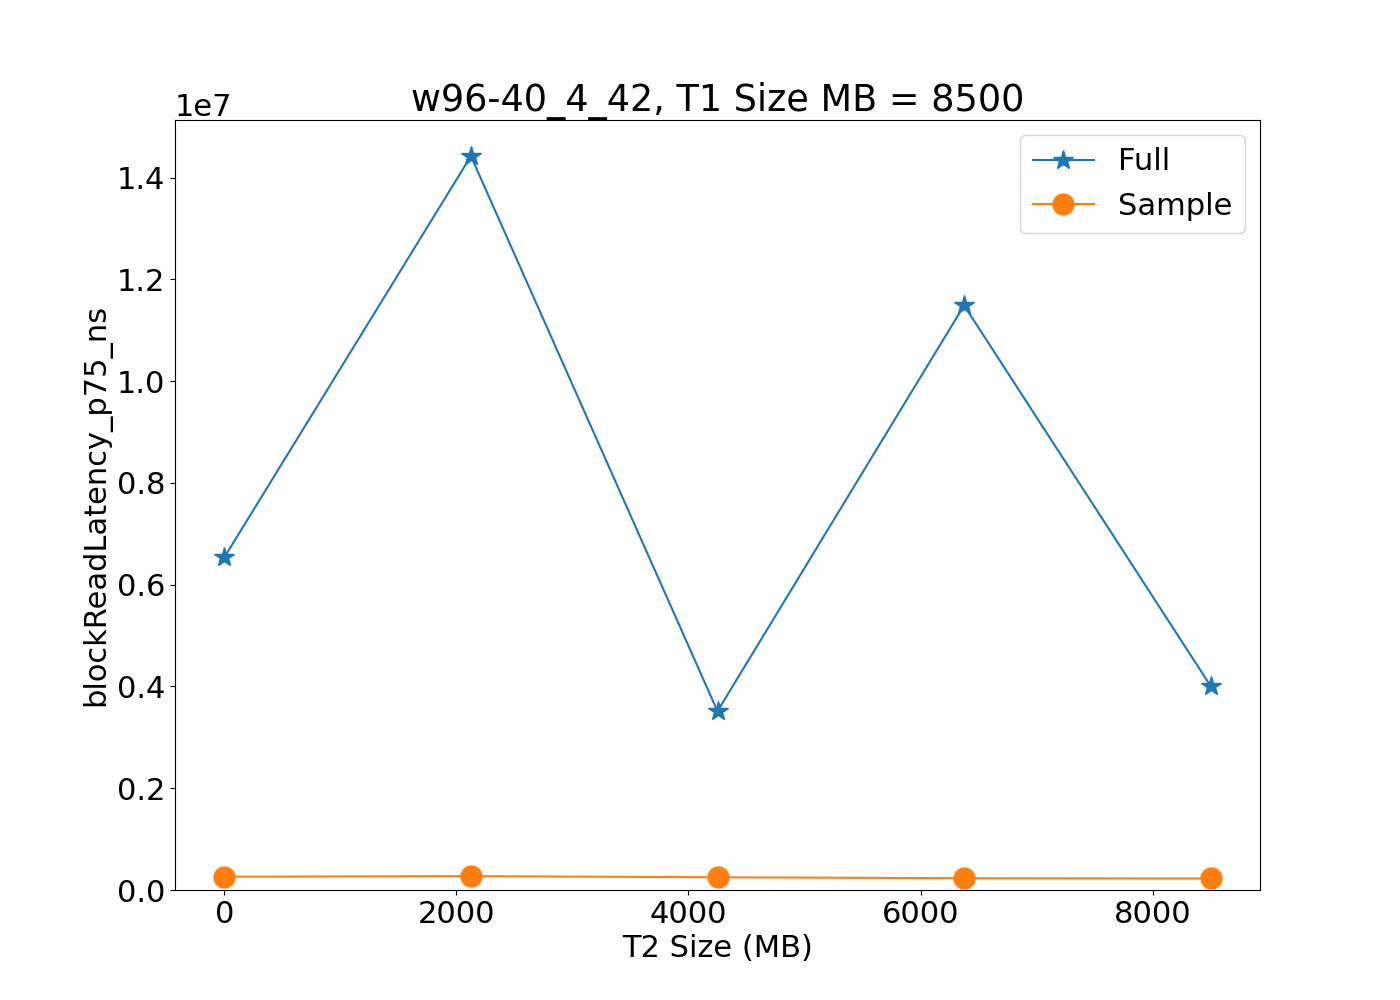 w96-40_4_42, T1 Size MB = 8500
1e7
Full
Sample
1.4
1.2
1.0
0.8
0.6
0.4
0.2
0.0
blockReadLatency_p75_ns
0 2000 4000 6000 8000
T2 Size (MB)